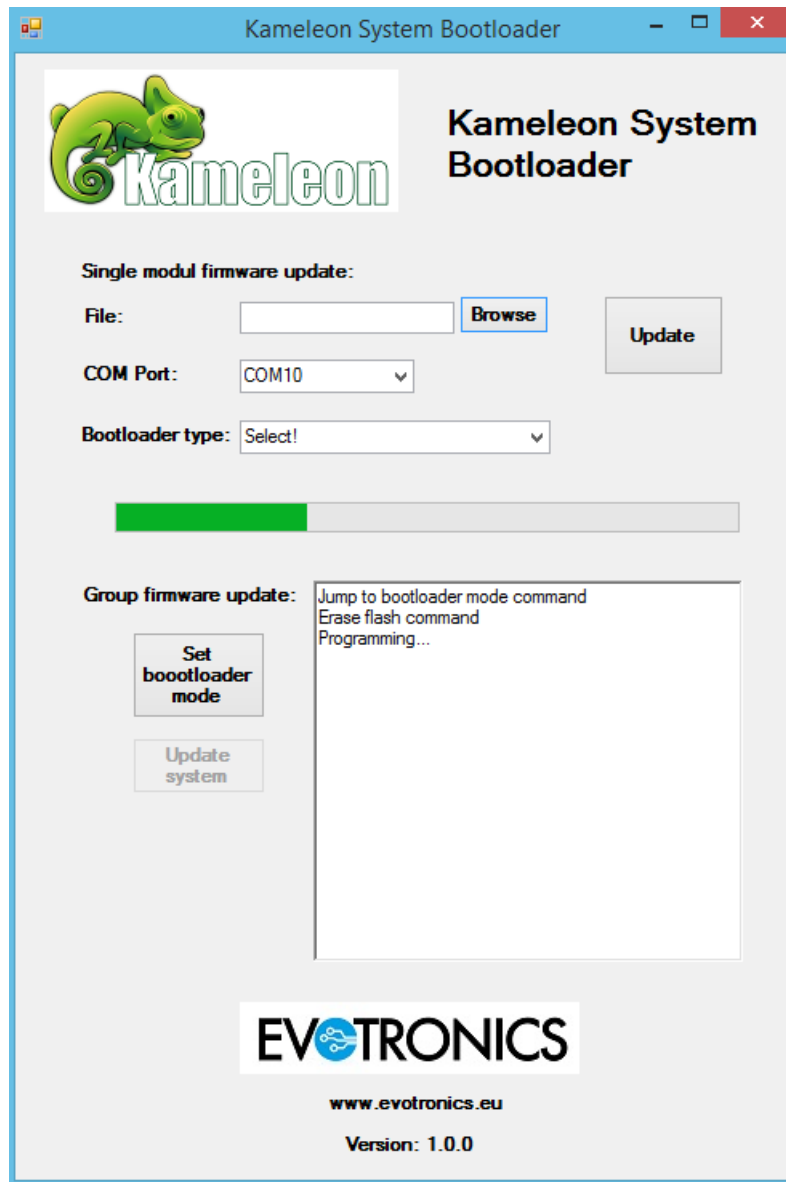 Kameleon System Bootloader
Kameleon
Kameleon System
Bootloader
Single modul firmware update:
File:
Browse
Update
COM Port:
COM10
Bootloader type:
Select!
Group firmware update:
Jump to bootloader mode command
Erase flash command
Programming...
Set
boootloader
mode
Update
system
EVOTRONICS
www.evotronics.eu
Version: 1.0.0